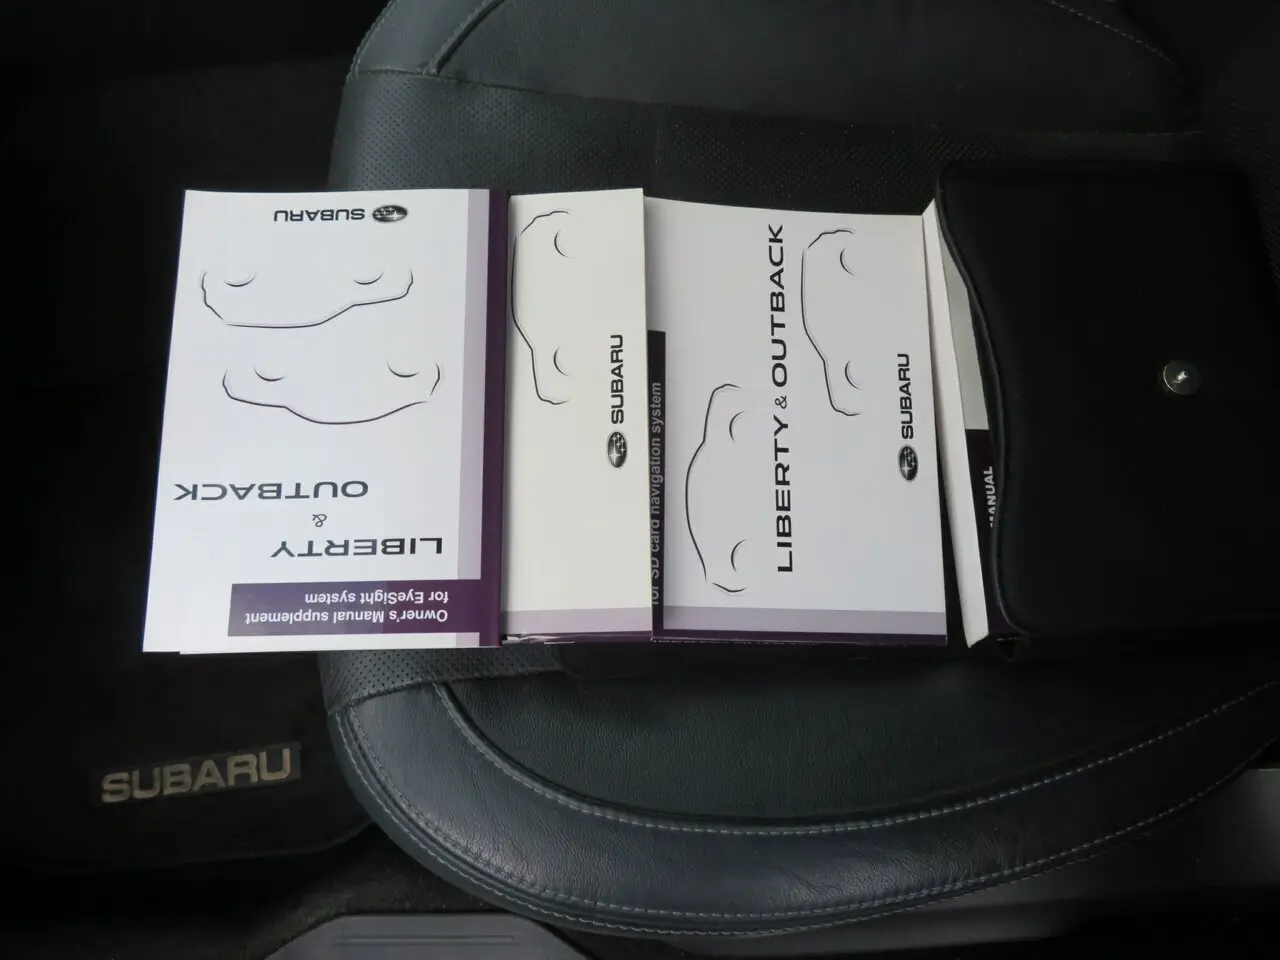 SUBARU
OUTBACK
&
LIBERTY
Owner's Manual supplement
for EyeSight system
SUBARU
for SD card navigation system
LIBERTY & OUTBACK
SUBARU
MANUAL
SUBARU